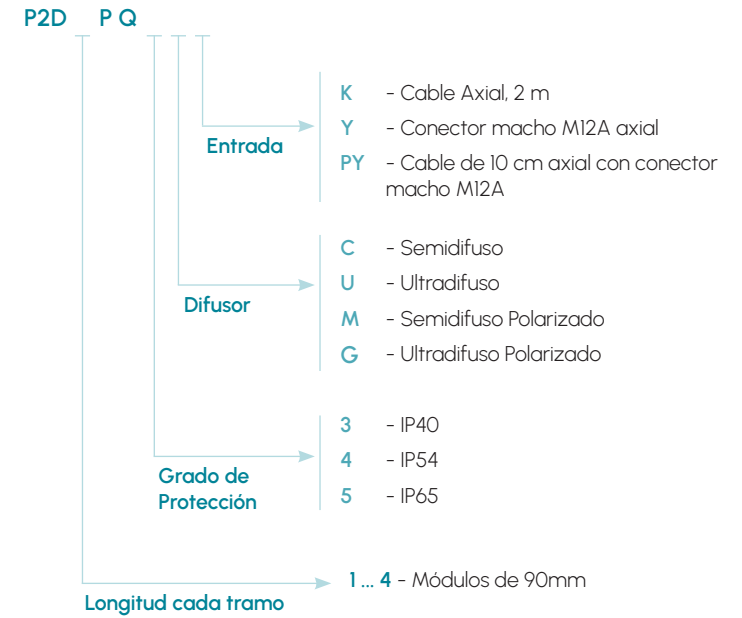 P2D P Q
K - Cable Axial, 2 m
Y - Conector macho M12A axial
Entrada
PY - Cable de 10 cm axial con conector
macho M12A
C - Semidifuso
U - Ultradifuso
Difusor
M - Semidifuso Polarizado
G - Ultradifuso Polarizado
3 - IP40
4 - IP54
Grado de
Protección
5 - IP65
1 ... 4 - Módulos de 90mm
Longitud cada tramo